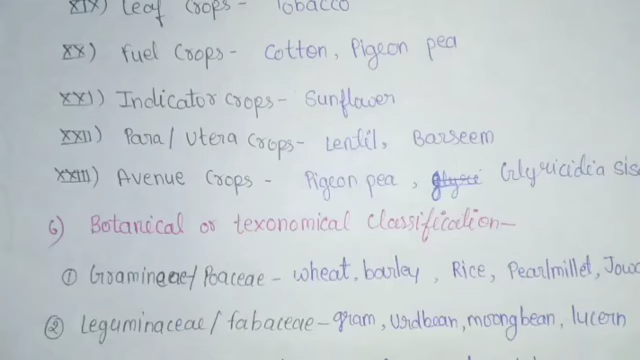 XIX) Leaf Crops - Tobacco
XX) Fuel Crops - Cotton, Pigeon pea
XXI) Indicator crops - Sunflower
XXII) Para/Utera crops - Lentil, Barseem
XXIII) Avenue Crops - Pigeon pea, Glyricidia
6) Botanical or texonomical classification -
① Graminaeae/Poaceae - wheat, barley, Rice, Pearlmillet,
② Leguminaceae/fabaceae - gram, urdbean, moongbean, lucern